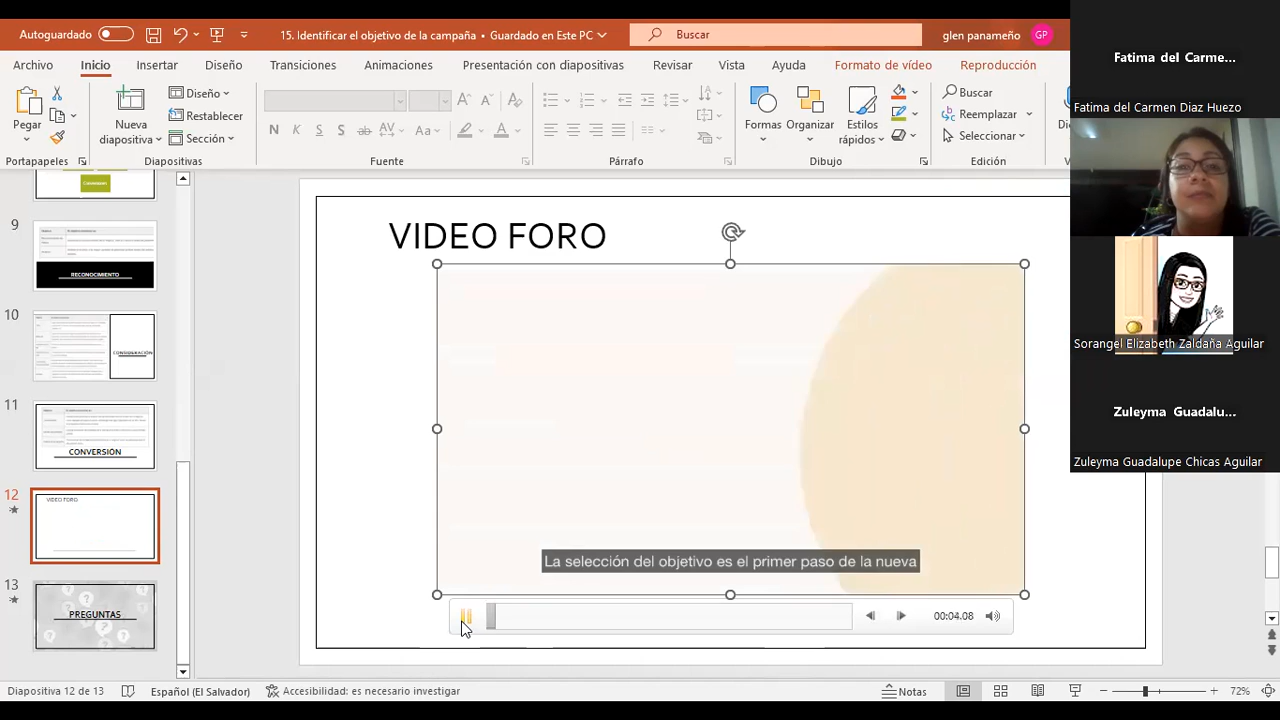 Autoguardado
15. Identificar el objetivo de la campaña • Guardado en Este PC
Buscar
glen panameño
GP
Archivo
Inicio
Insertar
Diseño
Transiciones
Animaciones
Presentación con diapositivas
Revisar
Vista
Ayuda
Formato de vídeo
Reproducción
Pegar
Nueva
diapositiva
Diseño
Restablecer
Sección
N
K
S
S
AV
Aa
A
Formas
Organizar
Estilos
rápidos
Buscar
Reemplazar
Seleccionar
Portapapeles
Diapositivas
Fuente
Párrafo
Dibujo
Edición
9
RECONOCIMIENTO
10
CONSIDERACIÓN
11
CONVERSIÓN
12
VIDEO FORO
13
PREGUNTAS
VIDEO FORO
La selección del objetivo es el primer paso de la nueva
00:04.08
Fatima del Carme...
Fatima del Carmen Diaz Huezo
Sorangel Elizabeth Zaldaña Aguilar
Zuleyma Guadalu...
Zuleyma Guadalupe Chicas Aguilar
Diapositiva 12 de 13
Español (El Salvador)
Accesibilidad: es necesario investigar
Notas
72%